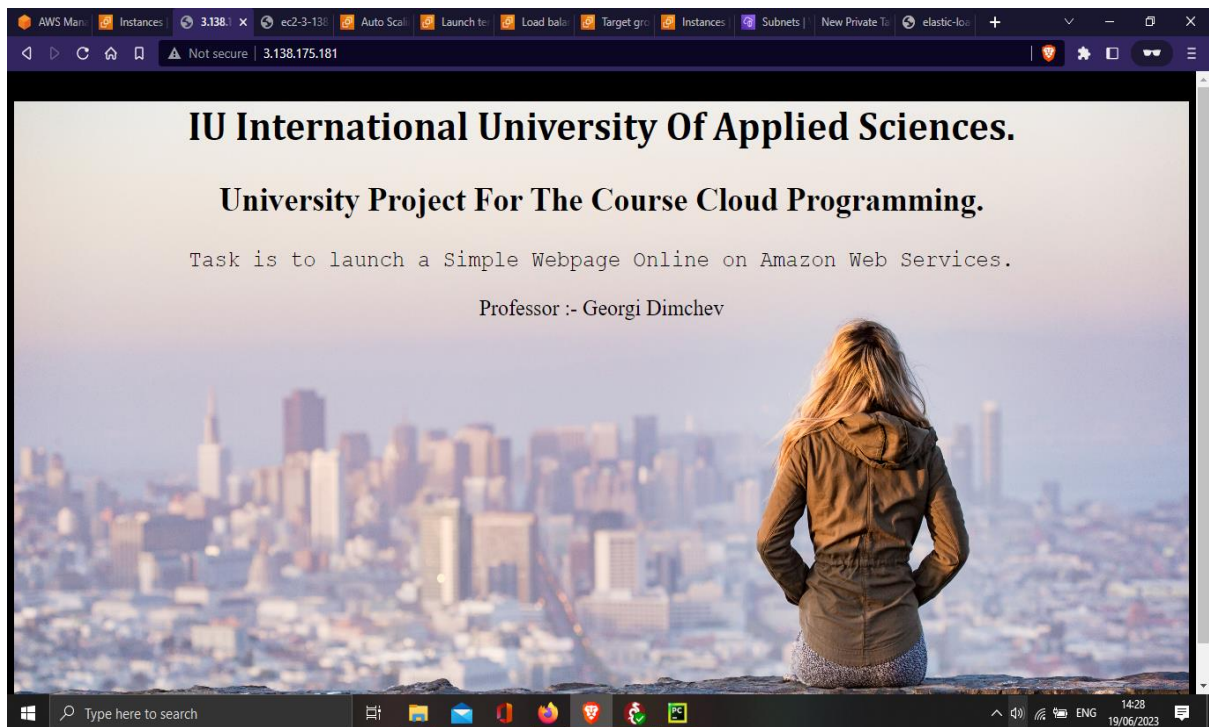 AWS Mana
Instances
3.138.1
ec2-3-138
Auto Scali
Launch te
Load bala
Target gro
Instances
Subnets |
New Private Ta
elastic-loa
Not secure | 3.138.175.181
IU International University Of Applied Sciences.
University Project For The Course Cloud Programming.
Task is to launch a Simple Webpage Online on Amazon Web Services.
Professor :- Georgi Dimchev
Type here to search
PC
ENG
14:28
19/06/2023